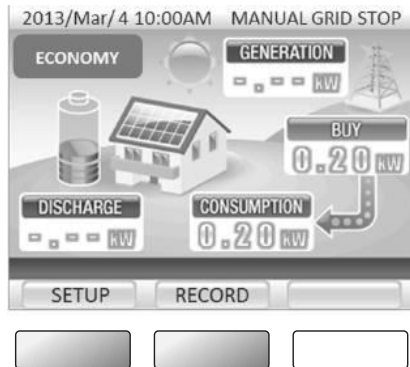 2013/Mar/ 4 10:00AM MANUAL GRID STOP
ECONOMY
GENERATION
-.-- kW
BUY
0.20 kW
DISCHARGE
-.-- kW
CONSUMPTION
0.20 kW
SETUP RECORD